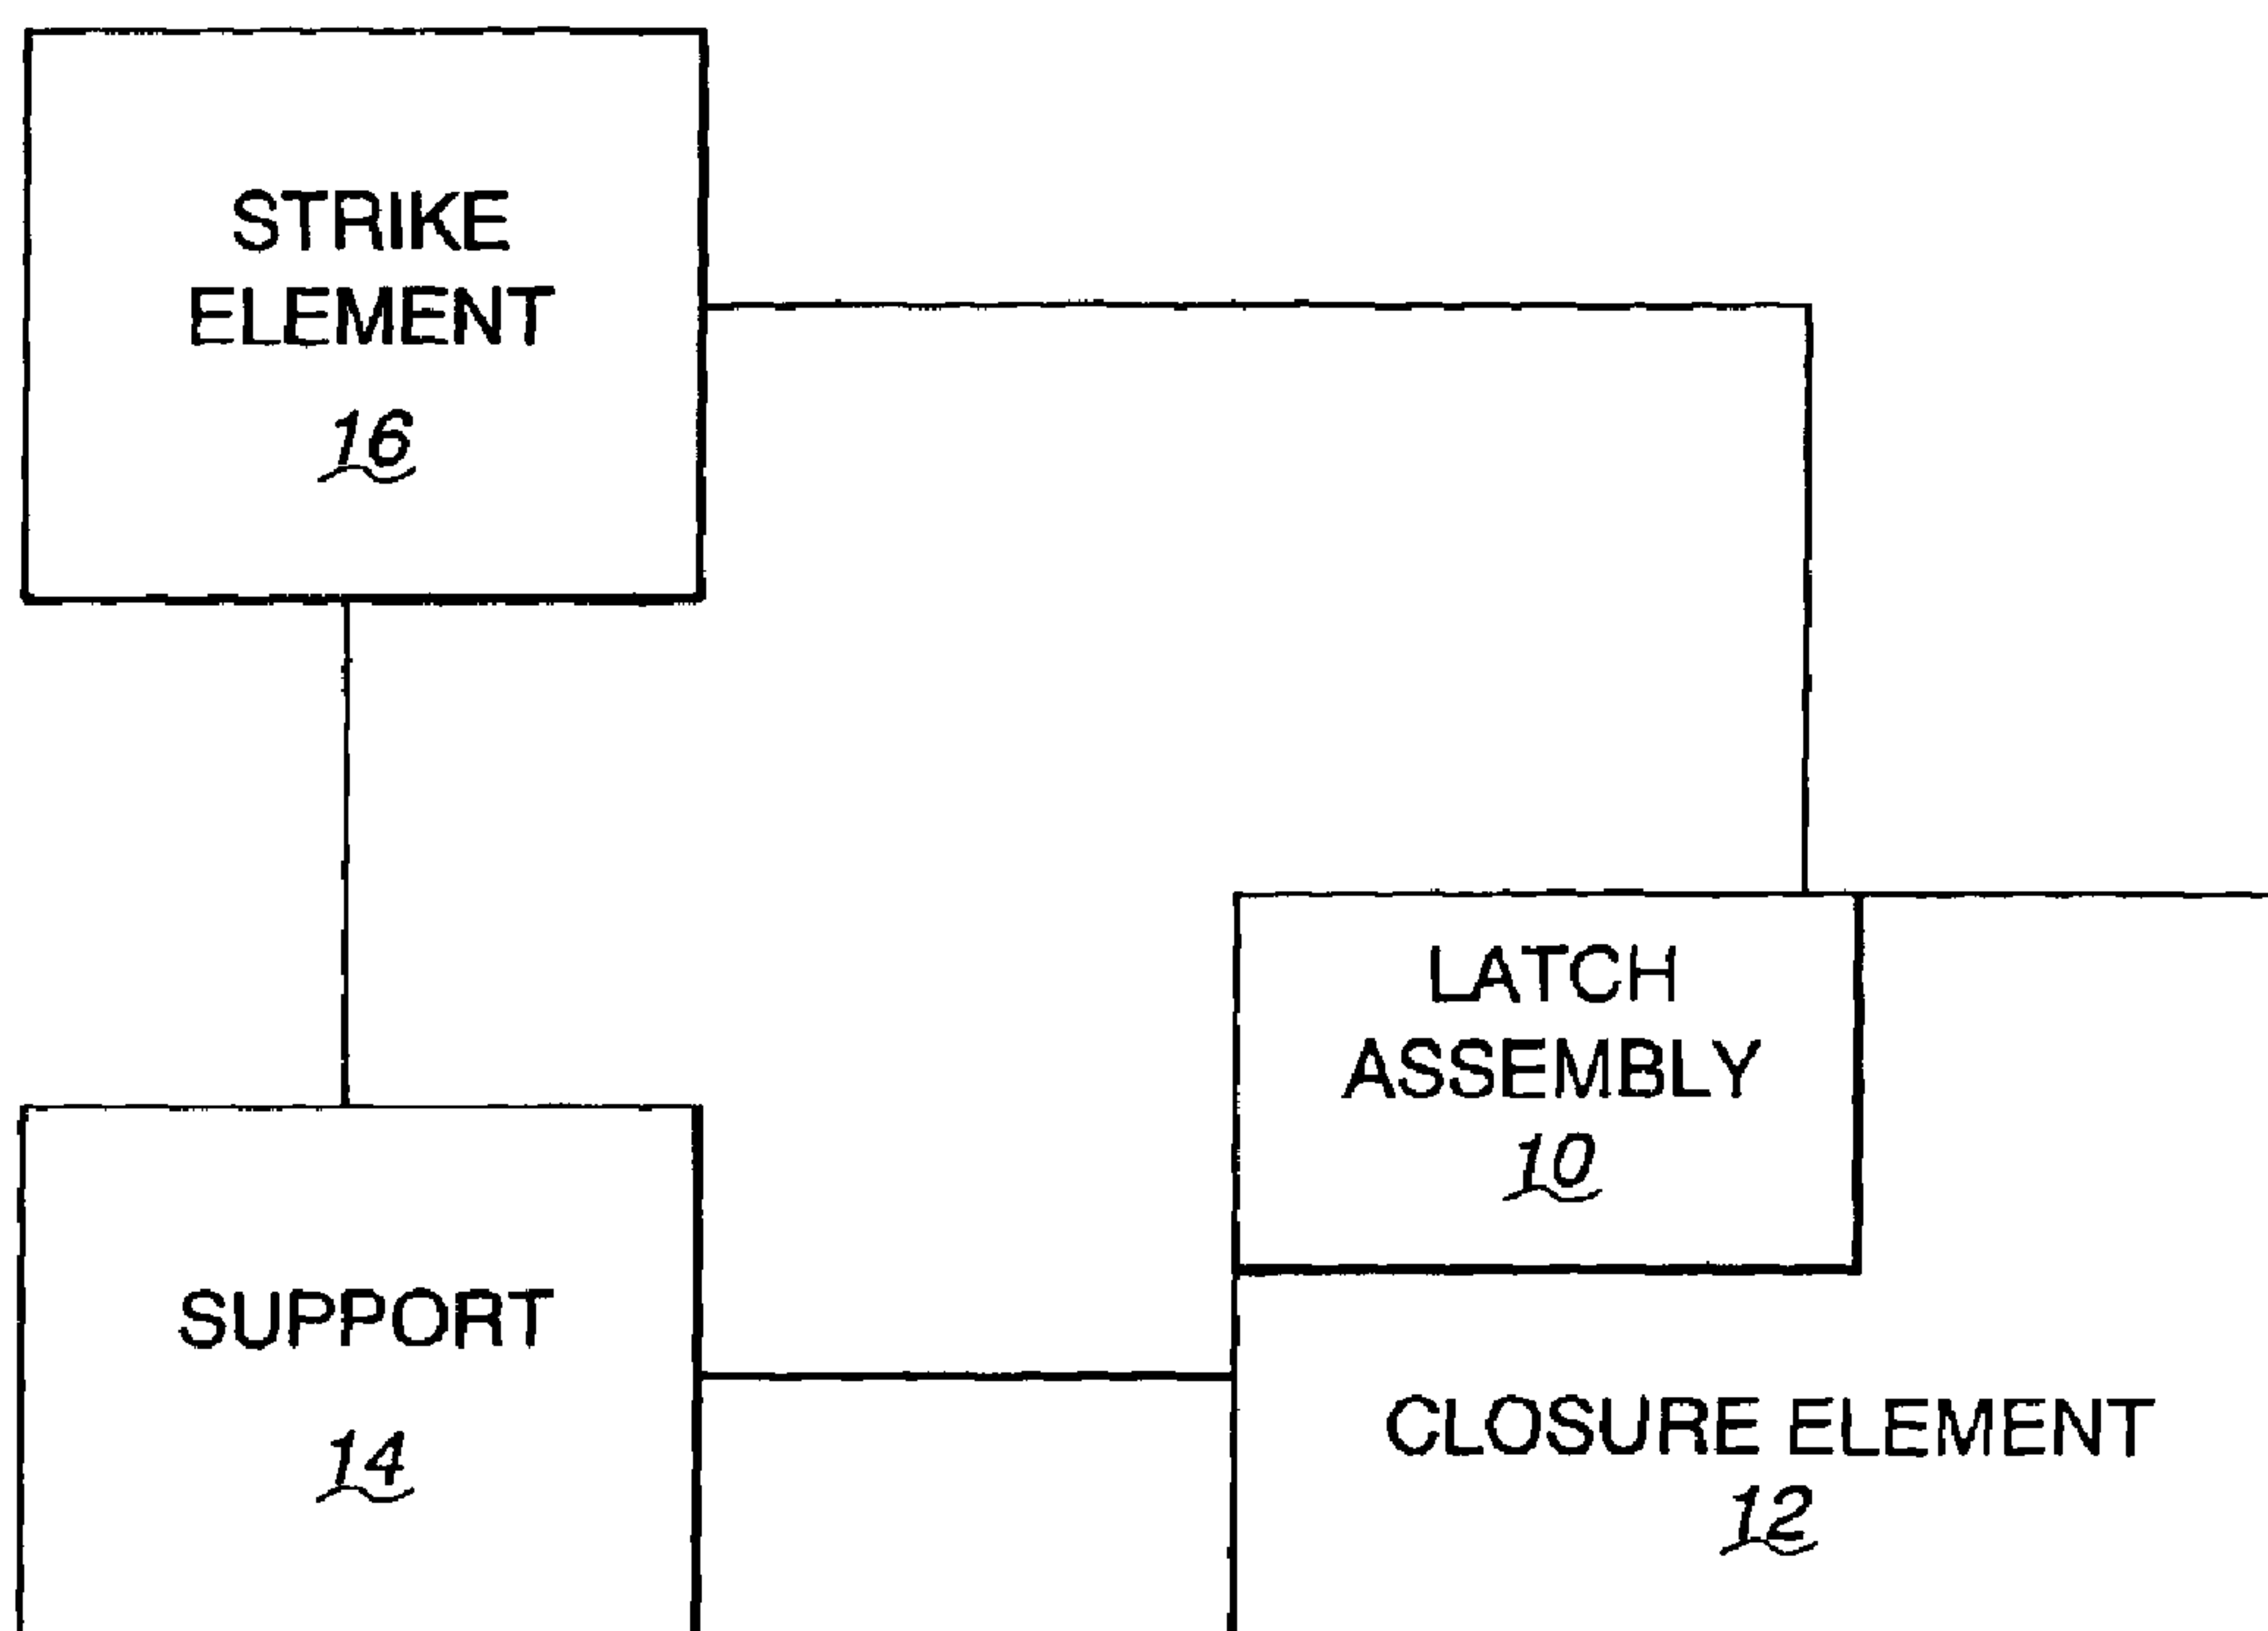 STRIKE
ELEMENT
16
LATCH
ASSEMBLY
10
SUPPORT
14
CLOSURE ELEMENT
12